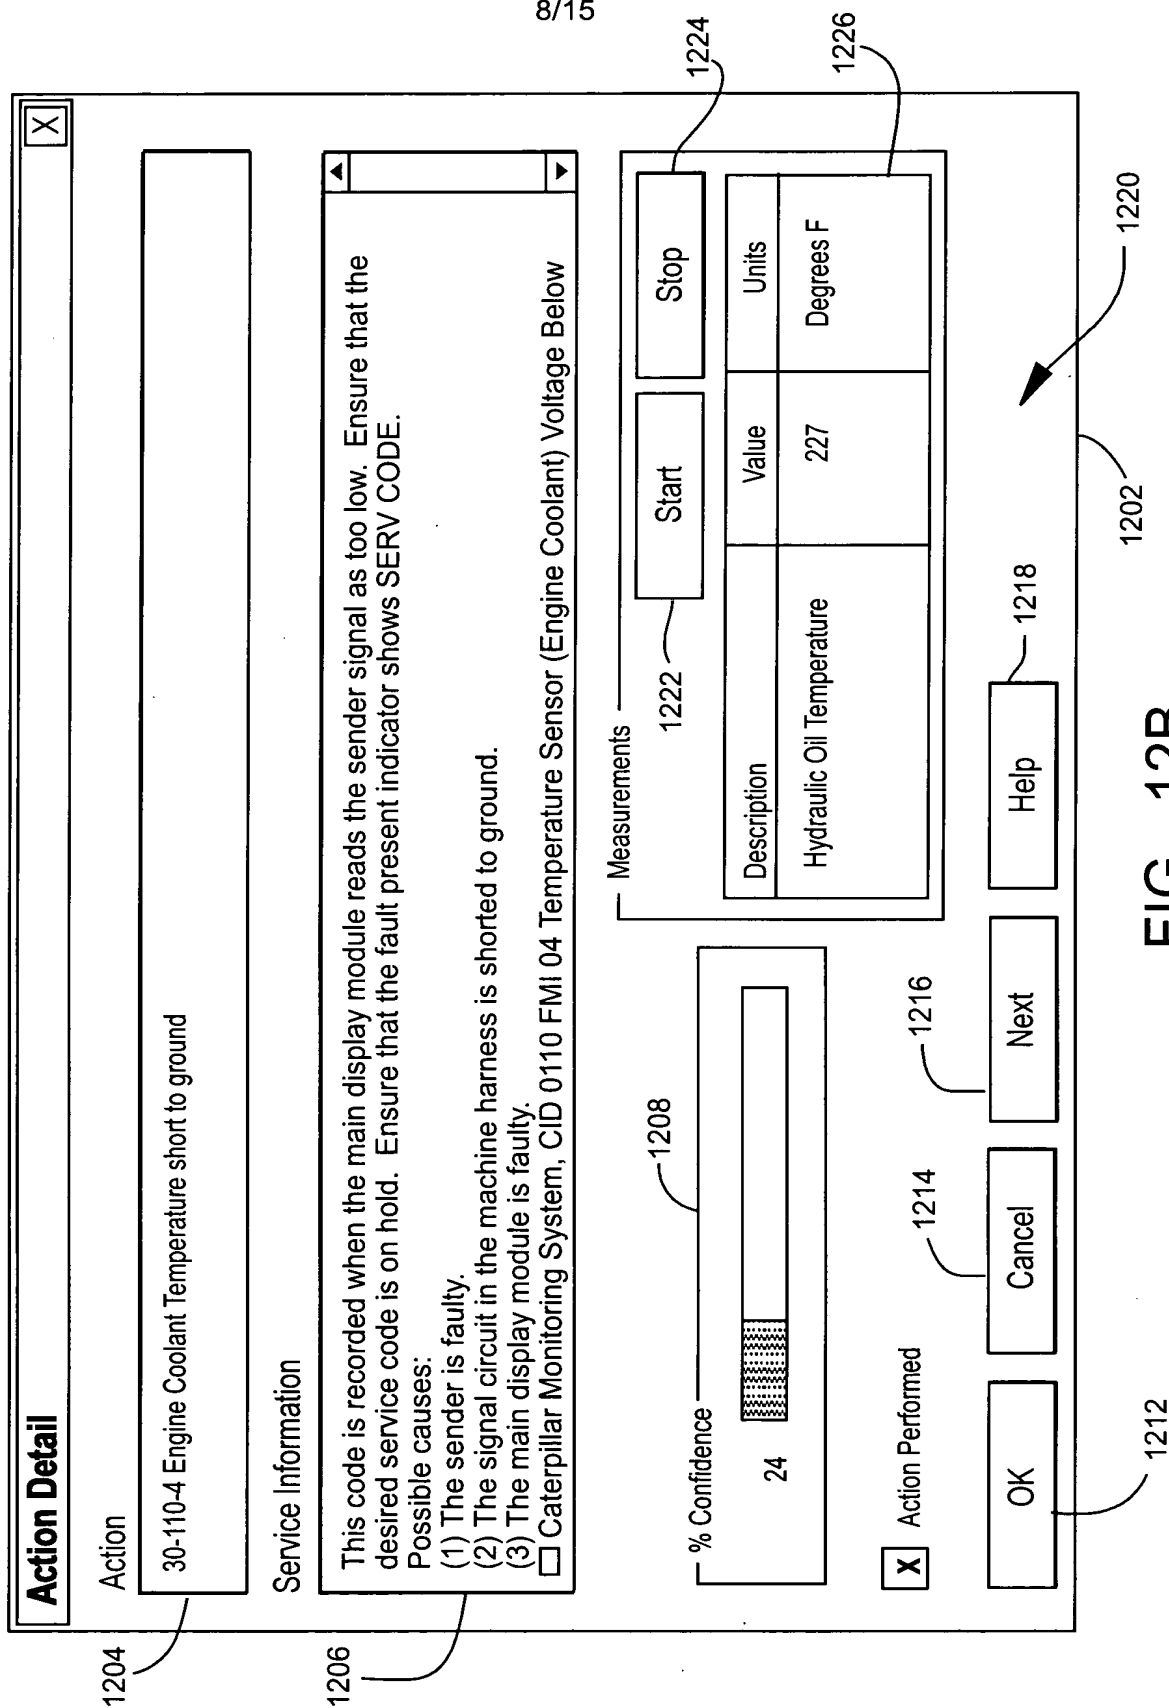 8/15
Action Detail
X
Action
1204
30-110-4 Engine Coolant Temperature short to ground
Service Information
1206
This code is recorded when the main display module reads the sender signal as too low. Ensure that the
desired service code is on hold. Ensure that the fault present indicator shows SERV CODE.
Possible causes:
(1) The sender is faulty.
(2) The signal circuit in the machine harness is shorted to ground.
(3) The main display module is faulty.
Caterpillar Monitoring System, CID 0110 FMI 04 Temperature Sensor (Engine Coolant) Voltage Below
% Confidence
24
1208
Measurements
1222
Start
Stop
1224
Description Value Units
Hydraulic Oil Temperature 227 Degrees F
1226
X Action Performed
1214
1216
1218
OK
Cancel
Next
Help
1212
1202
1220
FIG. 12B